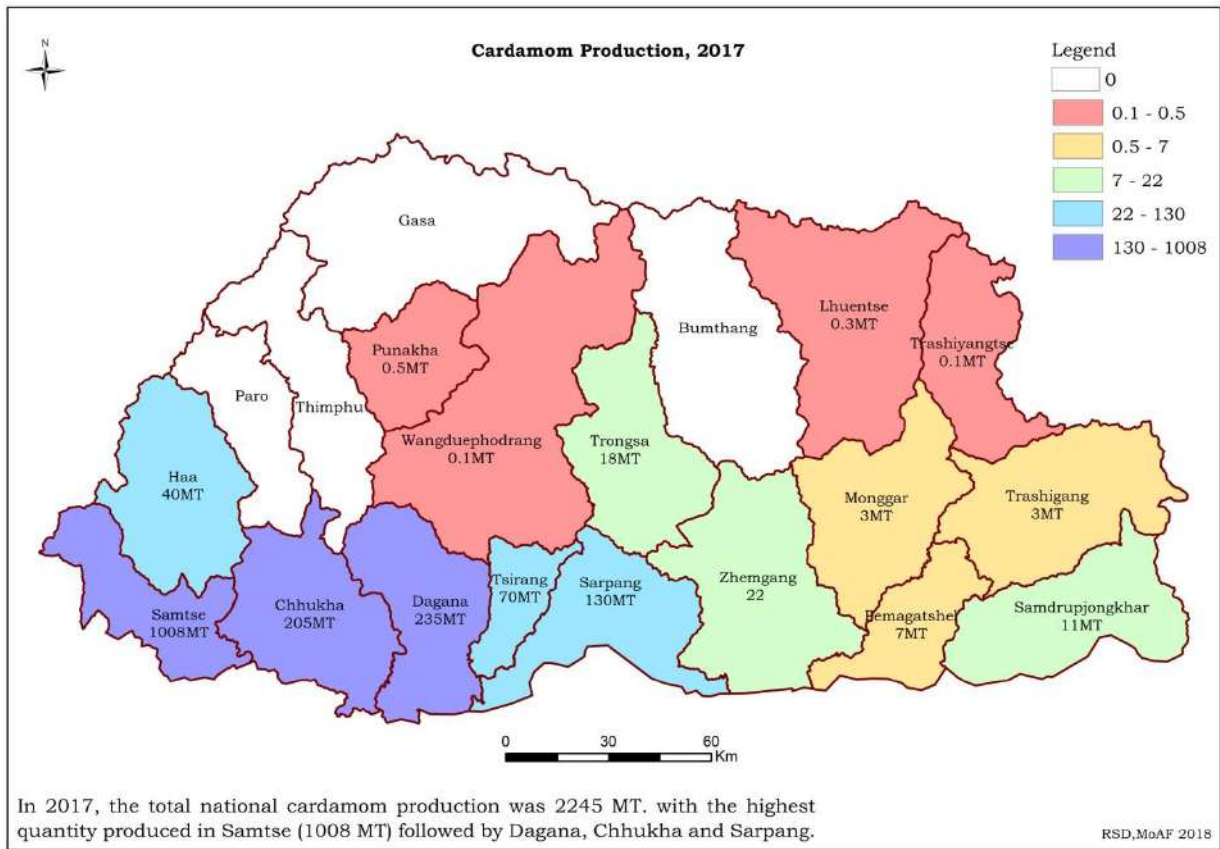 N
Cardamom Production, 2017
Legend
0
0.1 - 0.5
0.5 - 7
7 - 22
22 - 130
130 - 1008
Gasa
Punakha
0.5MT
Bumthang
Lhuentse
0.3MT
Trashiyangtse
0.1MT
Paro
Thimphu
Wangduephodrang
0.1MT
Trongsa
18MT
Haa
40MT
Monggar
3MT
Trashigang
3MT
Samtse
1008MT
Chhukha
205MT
Dagana
235MT
Tsirang
70MT
Sarpang
130MT
Zhemgang
22
Pemagatshel
7MT
Samdrupjongkhar
11MT
0 30 60
Km
In 2017, the total national cardamom production was 2245 MT. with the highest
quantity produced in Samtse (1008 MT) followed by Dagana, Chhukha and Sarpang.
RSD,MoAF 2018